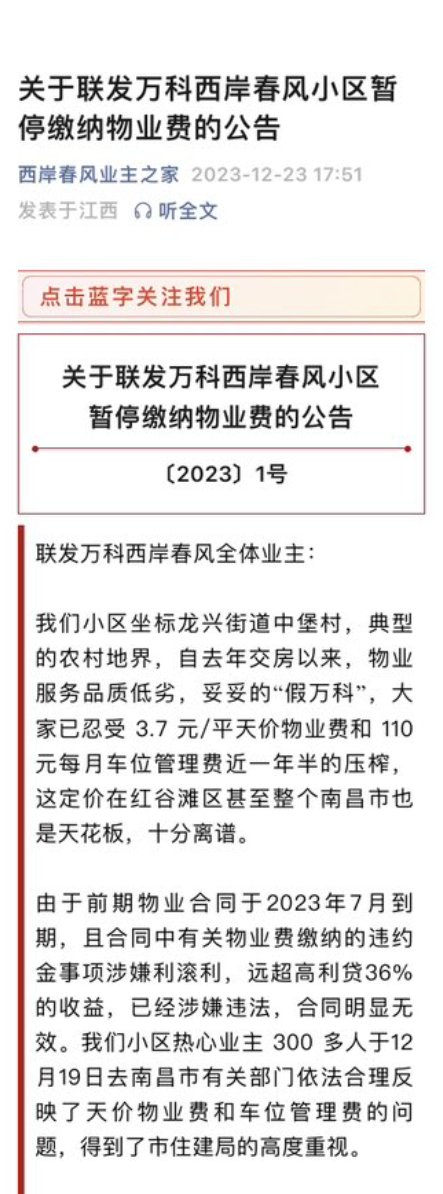 关于联发万科西岸春风小区暂
停缴纳物业费的公告
西岸春风业主之家 2023-12-23 17:51
发表于江西 听全文
点击蓝字关注我们
关于联发万科西岸春风小区
暂停缴纳物业费的公告
〔2023〕1号
联发万科西岸春风全体业主：
我们小区坐标龙兴街道中堡村，典型
的农村地界，自去年交房以来，物业
服务品质低劣，妥妥的“假万科”，大
家已忍受 3.7 元/平天价物业费和 110
元每月车位管理费近一年半的压榨，
这定价在红谷滩区甚至整个南昌市也
是天花板，十分离谱。
由于前期物业合同于2023年7月到
期，且合同中有关物业费缴纳的违约
金事项涉嫌利滚利，远超高利贷36%
的收益，已经涉嫌违法，合同明显无
效。我们小区热心业主 300 多人于12
月19日去南昌市有关部门依法合理反
映了天价物业费和车位管理费的问
题，得到了市住建局的高度重视。